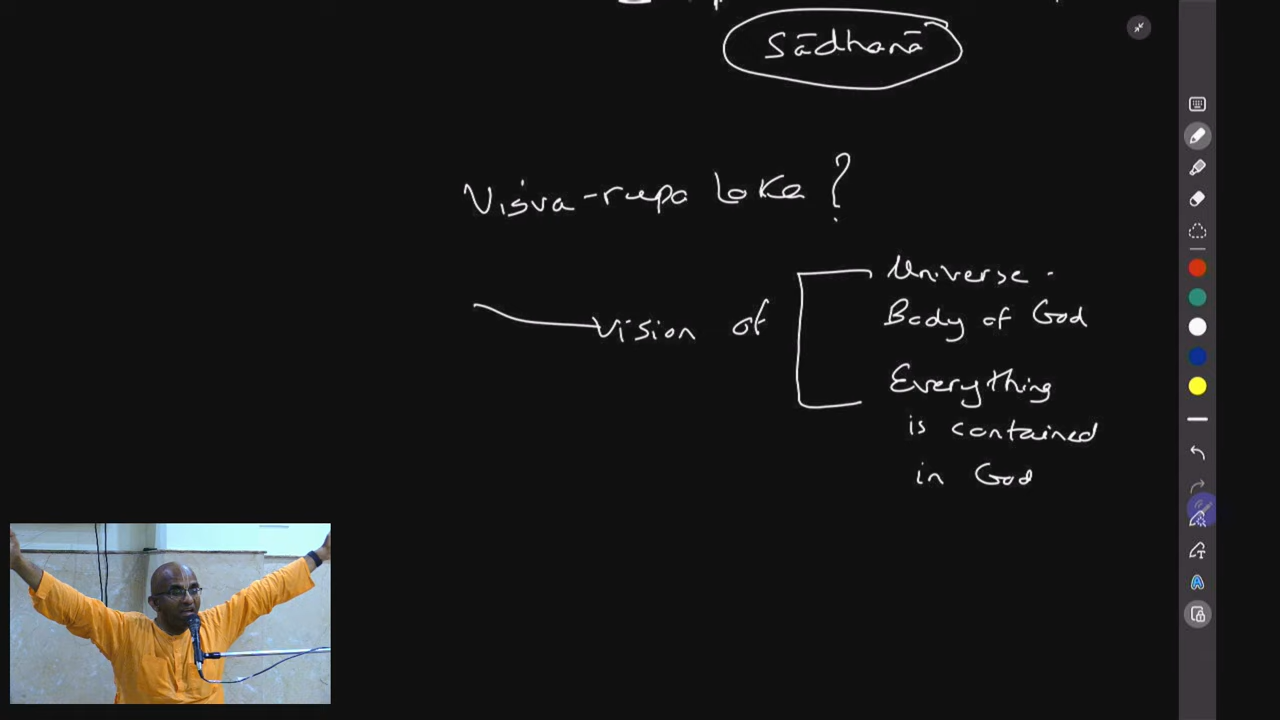 Sādhanā
Viśva-rupa Loka?
Vision of
Universe -
Body of God
Everything
is contained
in God